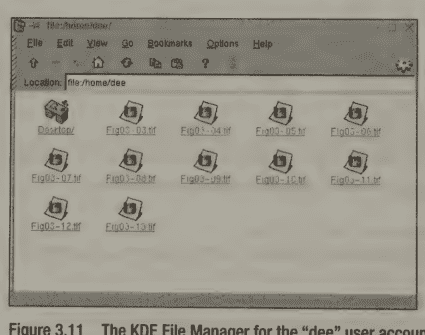 file:/home/dee/
File Edit View Go Bookmarks Options Help
?
Location: file:/home/dee
Desktop/ Fig03-03.tif Fig03-04.tif Fig03-05.tif Fig03-06.tif
Fig03-07.tif Fig03-08.tif Fig03-09.tif Fig03-10.tif Fig03-11.tif
Fig03-12.tif Fig03-13.tif
Figure 3.11 The KDE File Manager for the "dee" user accoun